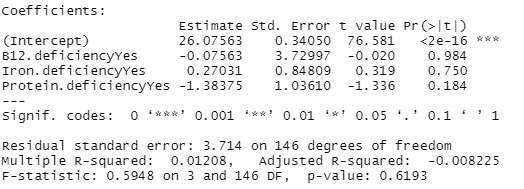 Coefficients:
Estimate Std. Error t value Pr(>|t|)
(Intercept) 26.07563 0.34050 76.581 <2e-16 ***
B12.deficiencyYes -0.07563 3.72997 -0.020 0.984
Iron.deficiencyYes 0.27031 0.84809 0.319 0.750
Protein.deficiencyYes -1.38375 1.03610 -1.336 0.184
---
Signif. codes: 0 ‘***’ 0.001 ‘**’ 0.01 ‘*’ 0.05 ‘.’ 0.1 ‘ ’ 1
Residual standard error: 3.714 on 146 degrees of freedom
Multiple R-squared: 0.01208, Adjusted R-squared: -0.008225
F-statistic: 0.5948 on 3 and 146 DF, p-value: 0.6193